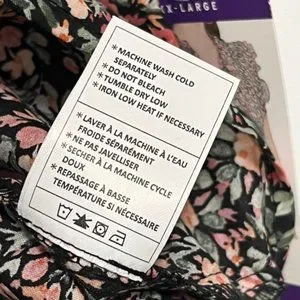 X-LARGE
*MACHINE WASH COLD
SEPARATELY
*DO NOT BLEACH
*TUMBLE DRY LOW
*IRON LOW HEAT IF NECESSARY
*LAVER À LA MACHINE À L'EAU
FROIDE SÉPARÉMENT
*NE PAS JAVELLISER
*SECHER À LA MACHINE CYCLE
DOUX
*REPASSAGE À BASSE
TEMPÉRATURE SI NÉCESSAIRE